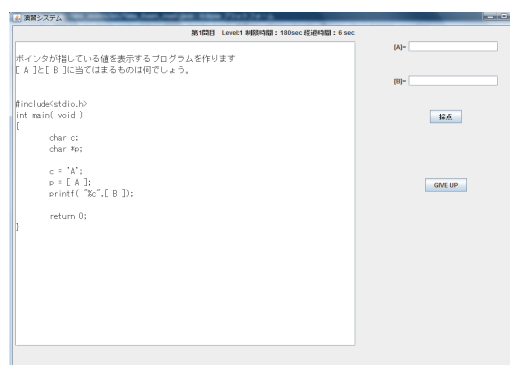 演習システム
第1問目 Level:1 制限時間：180sec 経過時間：6 sec
ポインタが指している値を表示するプログラムを作ります
[ A ]と[ B ]に当てはまるものは何でしょう。
#include<stdio.h>
int main( void )
{
char c;
char *p;
c = 'A';
p = [ A ];
printf( "%c",[ B ]);
return 0;
}
[A]=
[B]=
採点
GIVE UP